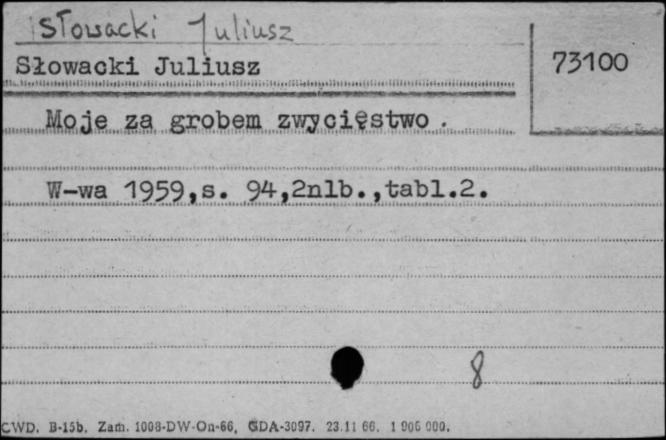 Słowacki Juliusz
Słowacki Juliusz
73100
Moje za grobem zwycięstwo.
W-wa 1959,s. 94,2nlb.,tabl.2.
8
CWD. B-15b. Zam. 1008-DW-On-66, GDA-3097. 23.11 66. 1 906 000.